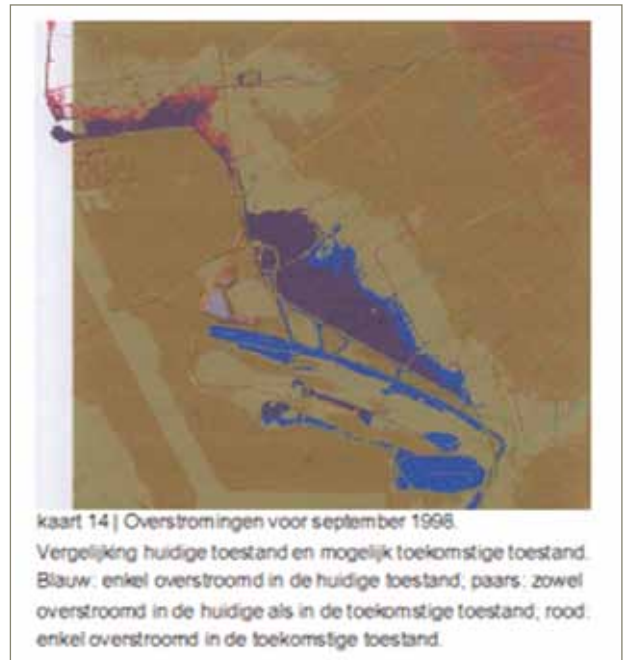 kaart 14 | Overstromingen voor september 1998.
Vergelijking huidige toestand en mogelijk toekomstige toestand.
Blauw: enkel overstroomd in de huidige toestand; paars: zowel
overstroomd in de huidige als in de toekomstige toestand; rood:
enkel overstroomd in de toekomstige toestand.